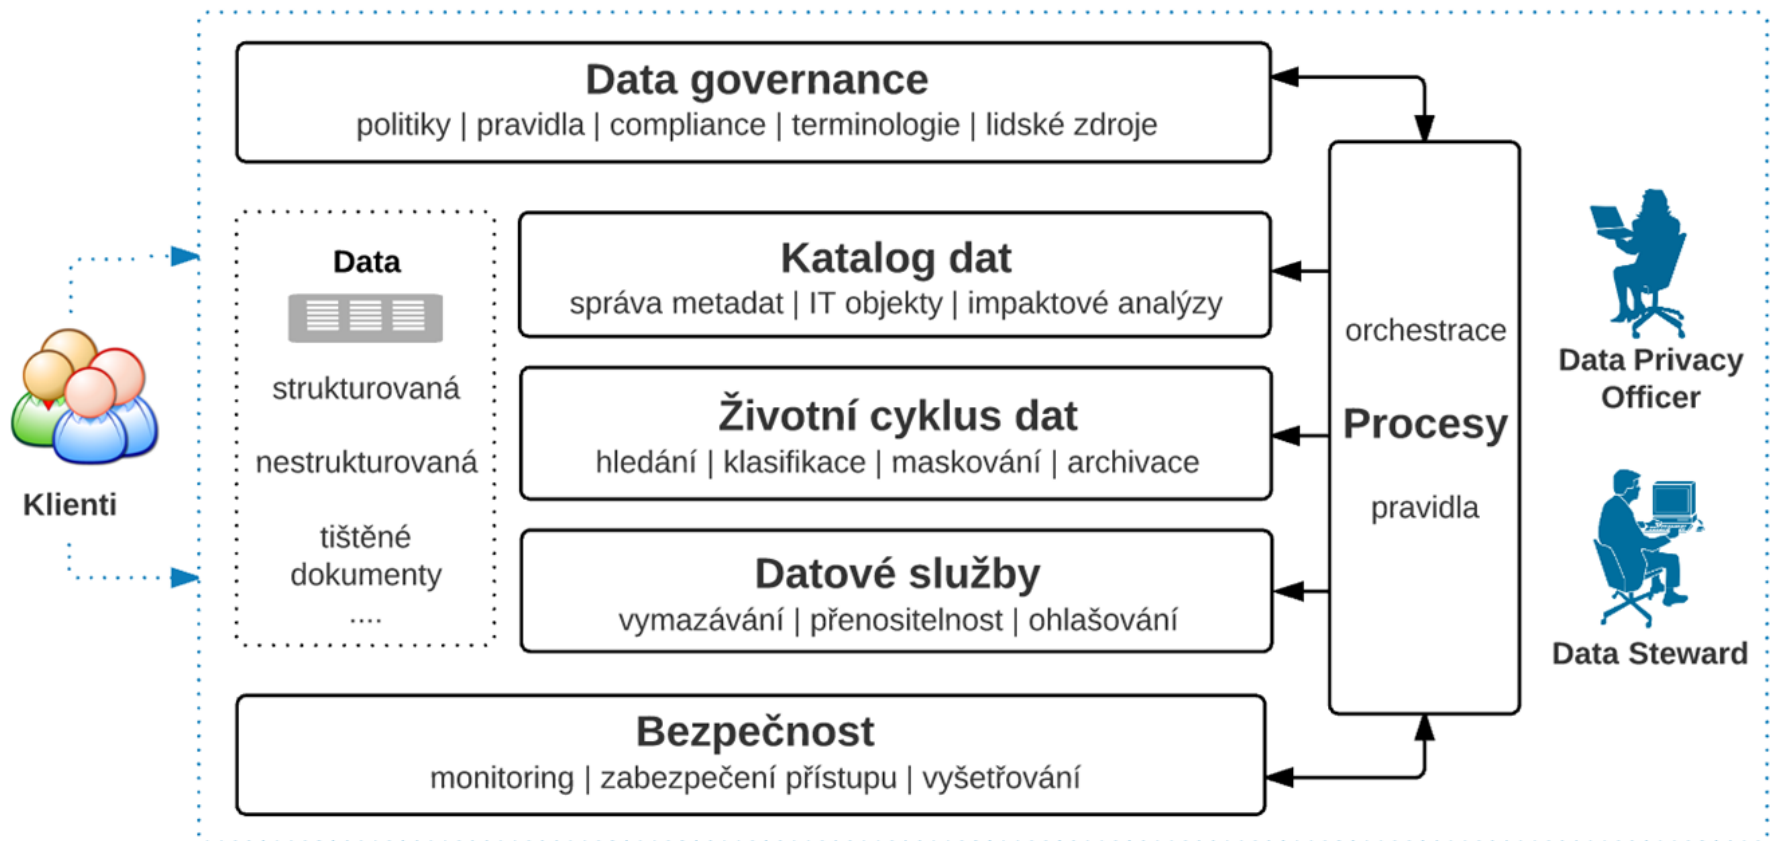 Data governance
politiky | pravidla | compliance | terminologie | lidské zdroje
Data
strukturovaná
nestrukturovaná
tištěné
dokumenty
....
Katalog dat
správa metadat | IT objekty | impaktové analýzy
Životní cyklus dat
hledání | klasifikace | maskování | archivace
Datové služby
vymazávání | přenositelnost | ohlašování
Bezpečnost
monitoring | zabezpečení přístupu | vyšetřování
orchestrace
Procesy
pravidla
Klienti
Data Privacy
Officer
Data Steward